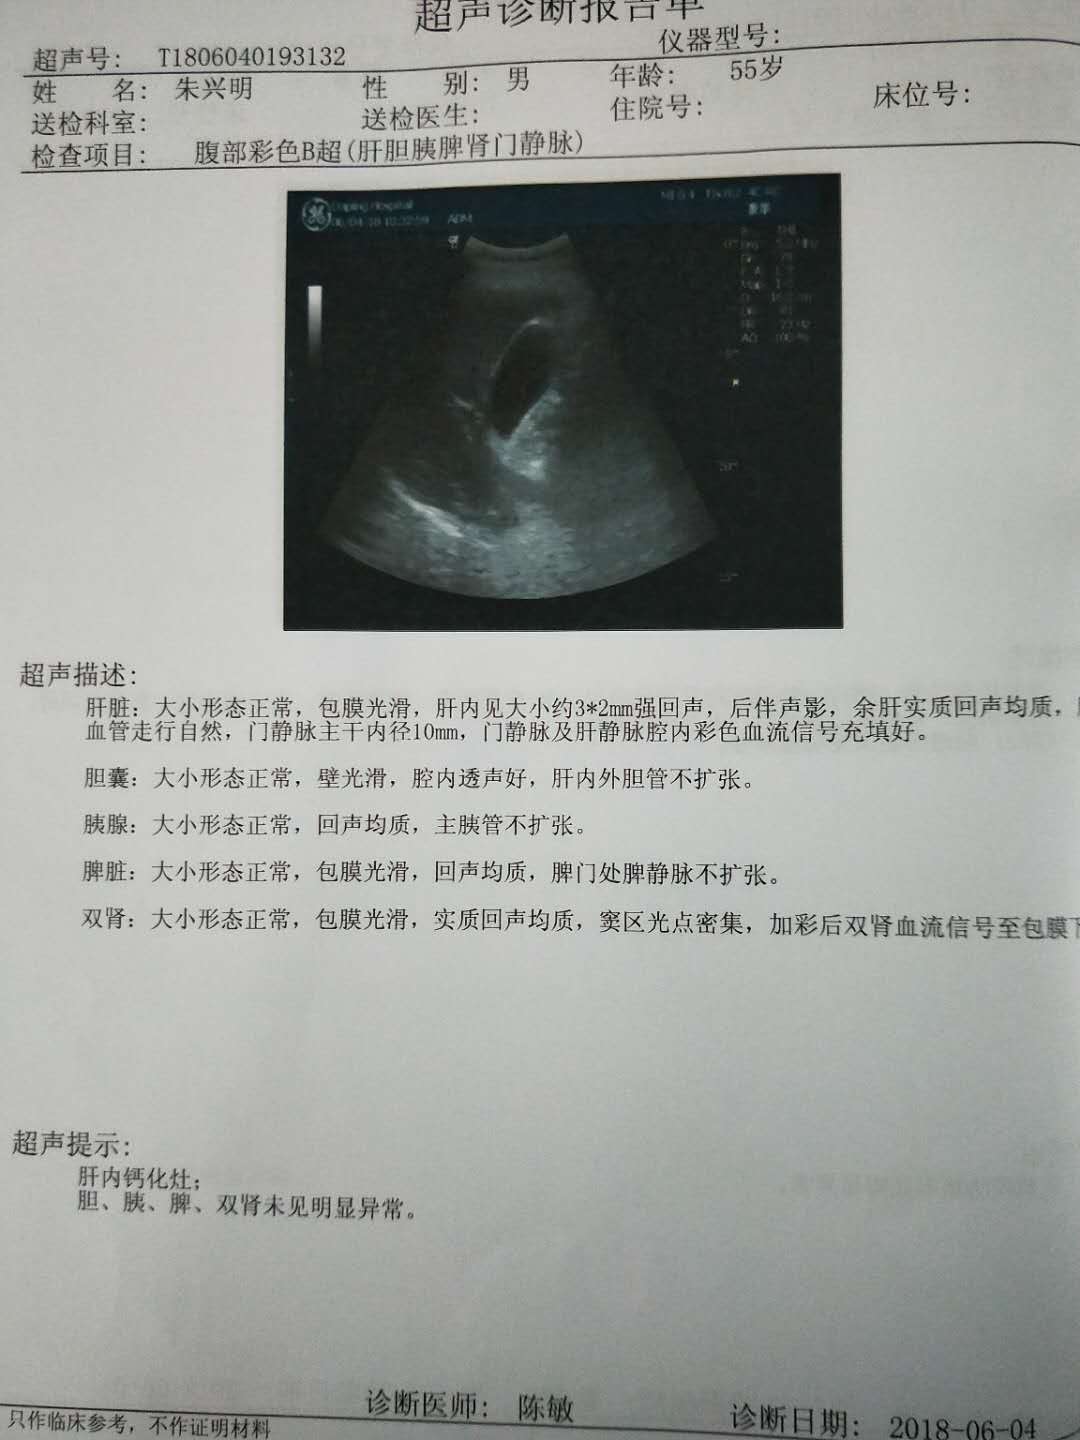 超声诊断报告单
超声号: T1806040193132
仪器型号:
姓 名: 朱兴明 性 别: 男 年龄: 55岁
送检科室: 送检医生: 住院号: 床位号:
检查项目: 腹部彩色B超(肝胆胰脾肾门静脉)
超声描述:
肝脏: 大小形态正常, 包膜光滑, 肝内见大小约3*2mm强回声, 后伴声影, 余肝实质回声均质,
血管走行自然, 门静脉主干内径10mm, 门静脉及肝静脉腔内彩色血流信号充填好。
胆囊: 大小形态正常, 壁光滑, 腔内透声好, 肝内外胆管不扩张。
胰腺: 大小形态正常, 回声均质, 主胰管不扩张。
脾脏: 大小形态正常, 包膜光滑, 回声均质, 脾门处脾静脉不扩张。
双肾: 大小形态正常, 包膜光滑, 实质回声均质, 窦区光点密集, 加彩后双肾血流信号至包膜下
超声提示:
肝内钙化灶;
胆、胰、脾、双肾未见明显异常。
诊断医师: 陈敏
诊断日期: 2018-06-04
只作临床参考, 不作证明材料